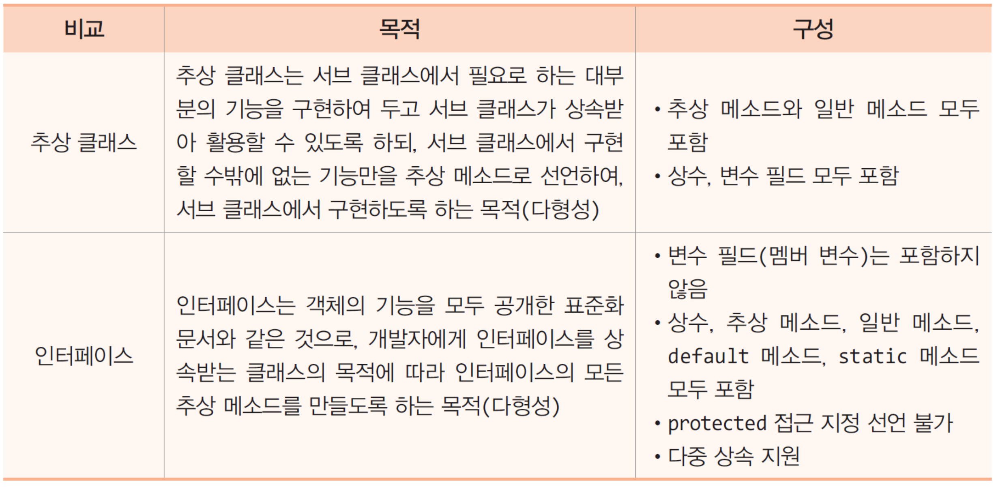 비교
목적
구성
추상 클래스
추상 클래스는 서브 클래스에서 필요로 하는 대부
분의 기능을 구현하여 두고 서브 클래스가 상속받
아 활용할 수 있도록 하되, 서브 클래스에서 구현
할 수밖에 없는 기능만을 추상 메소드로 선언하여,
서브 클래스에서 구현하도록 하는 목적(다형성)
• 추상 메소드와 일반 메소드 모두
포함
• 상수, 변수 필드 모두 포함
인터페이스
인터페이스는 객체의 기능을 모두 공개한 표준화
문서와 같은 것으로, 개발자에게 인터페이스를 상
속받는 클래스의 목적에 따라 인터페이스의 모든
추상 메소드를 만들도록 하는 목적(다형성)
• 변수 필드(멤버 변수)는 포함하지
않음
• 상수, 추상 메소드, 일반 메소드,
default 메소드, static 메소드
모두 포함
• protected 접근 지정 선언 불가
• 다중 상속 지원